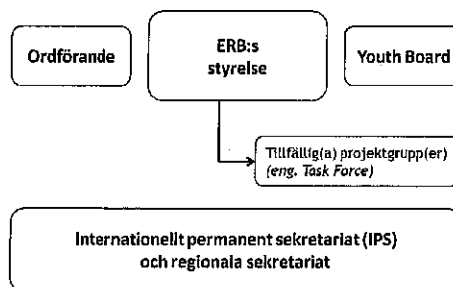 Ordförande
ERB:s
styrelse
Youth Board
Tillfällig(a) projektgrupp(er)
(eng. Task Force)
Internationellt permanent sekretariat (IPS)
och regionala sekretariat